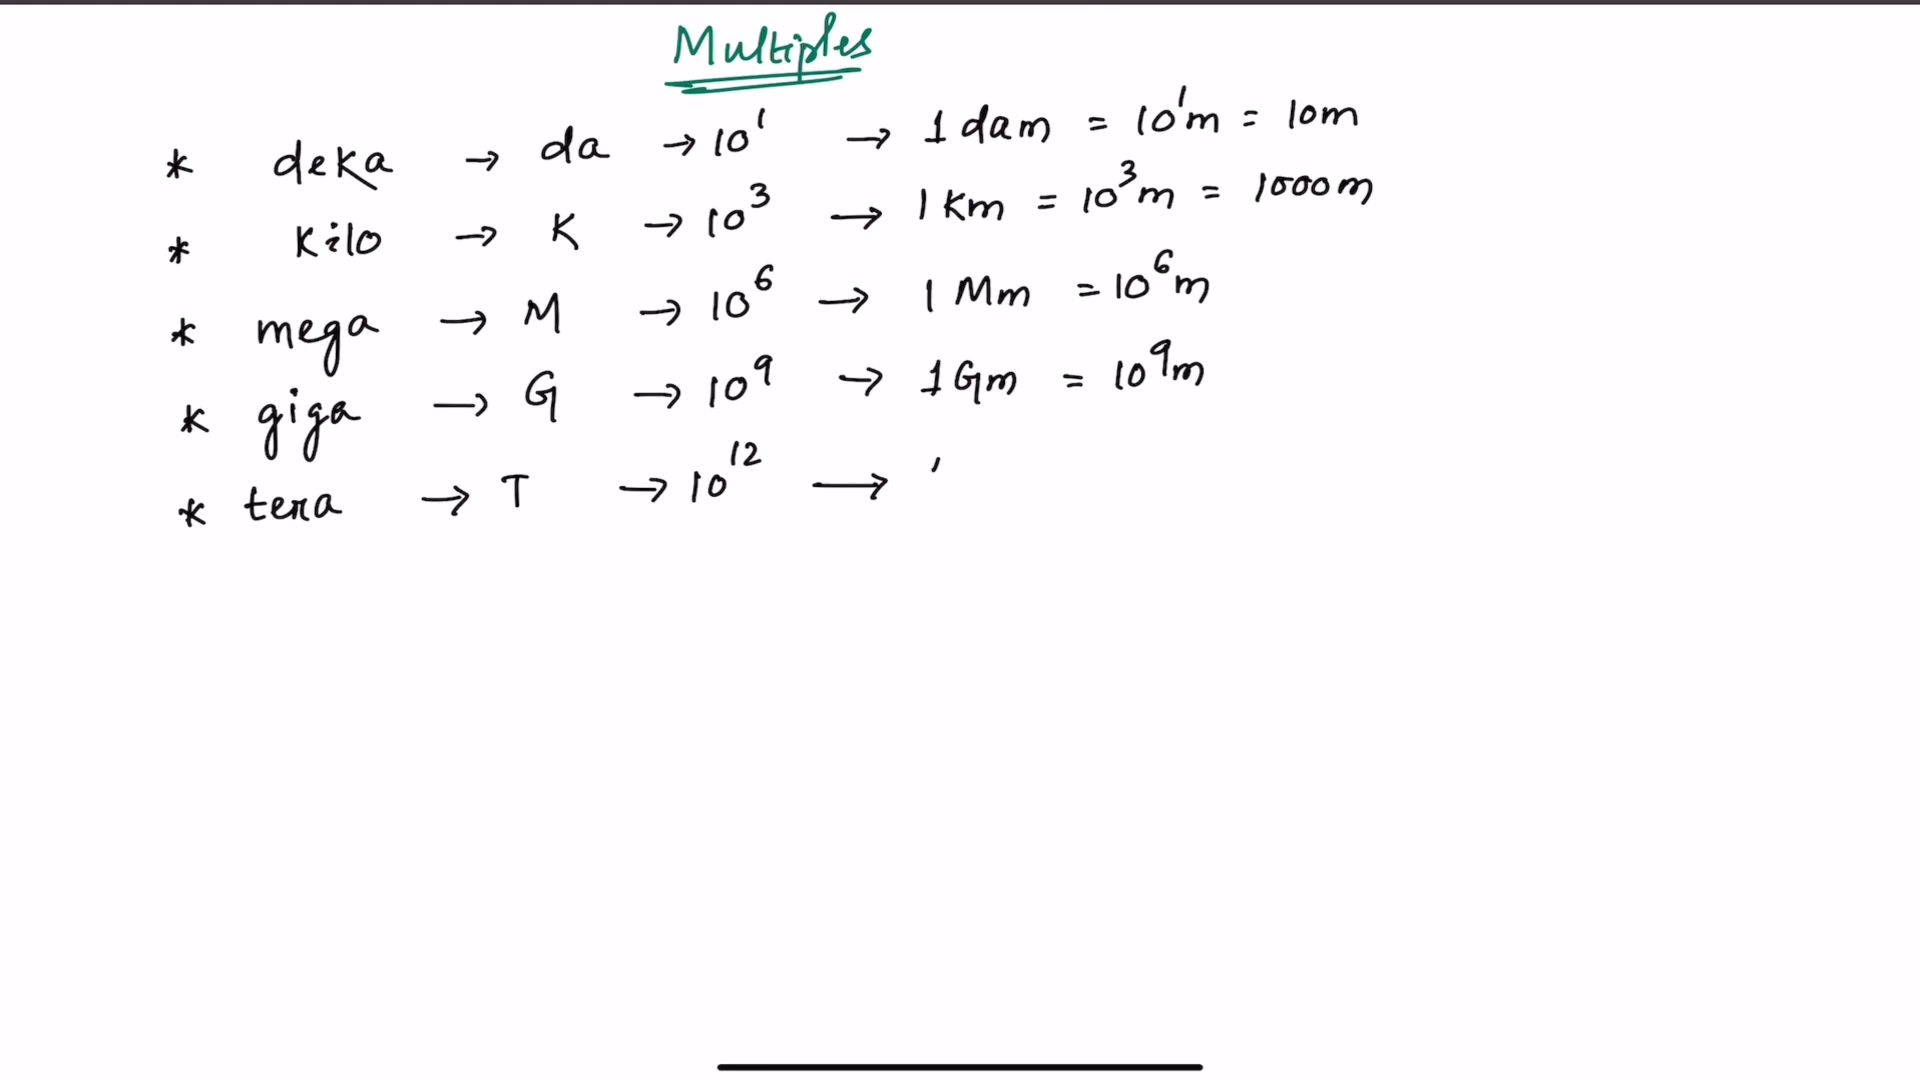 Multiples
* deka → da → 10¹ → 1 dam = 10¹m = 10m
* Kilo → K → 10³ → 1 Km = 10³m = 1000m
* mega → M → 10⁶ → 1 Mm = 10⁶m
* giga → G → 10⁹ → 1 Gm = 10⁹m
* tera → T → 10¹² →